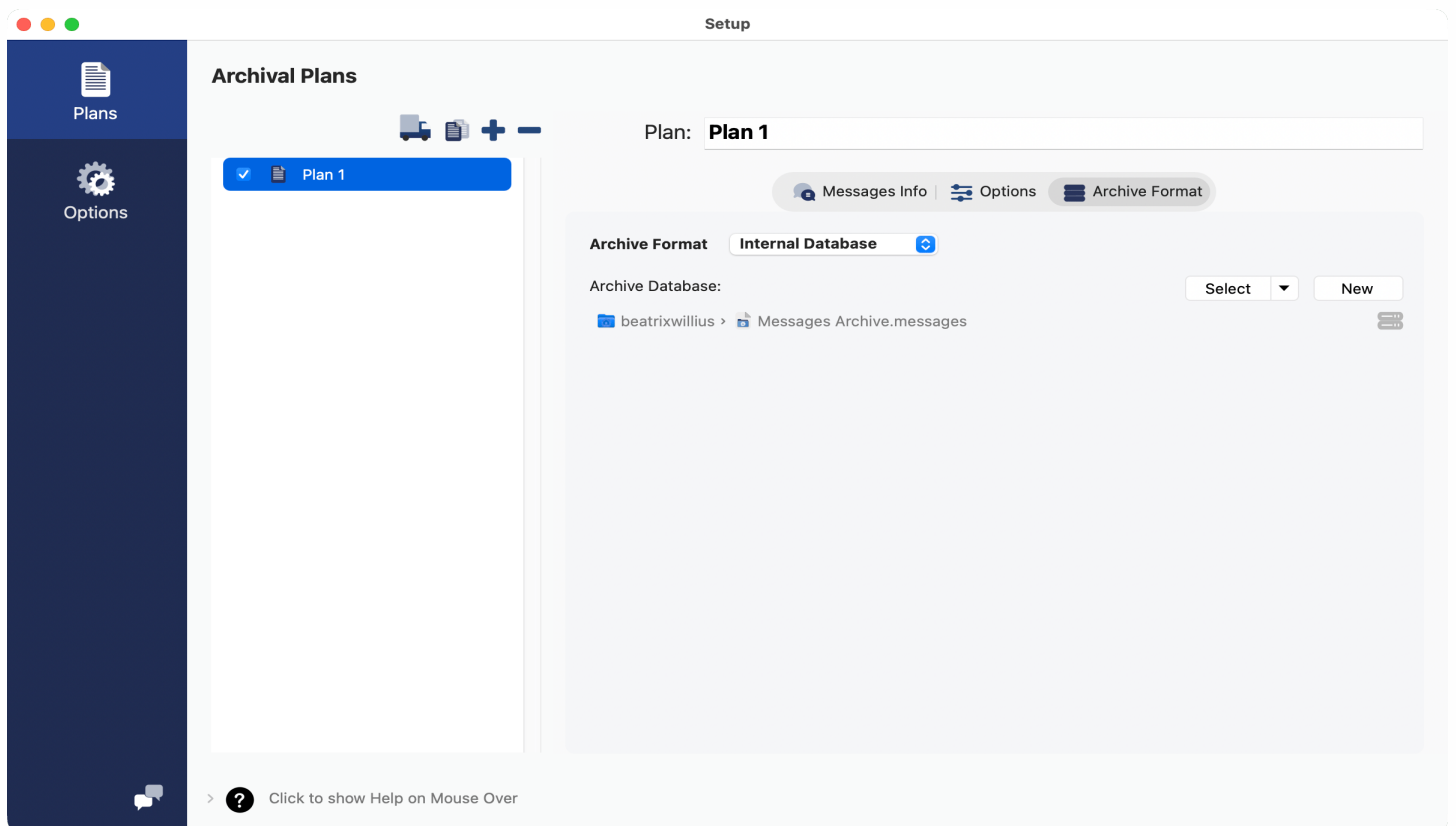 Setup
Plans
Options
Archival Plans
Plan 1
Plan: Plan 1
Messages Info
Options
Archive Format
Archive Format Internal Database
Archive Database:
Select
New
beatrixwillius › Messages Archive.messages
? Click to show Help on Mouse Over